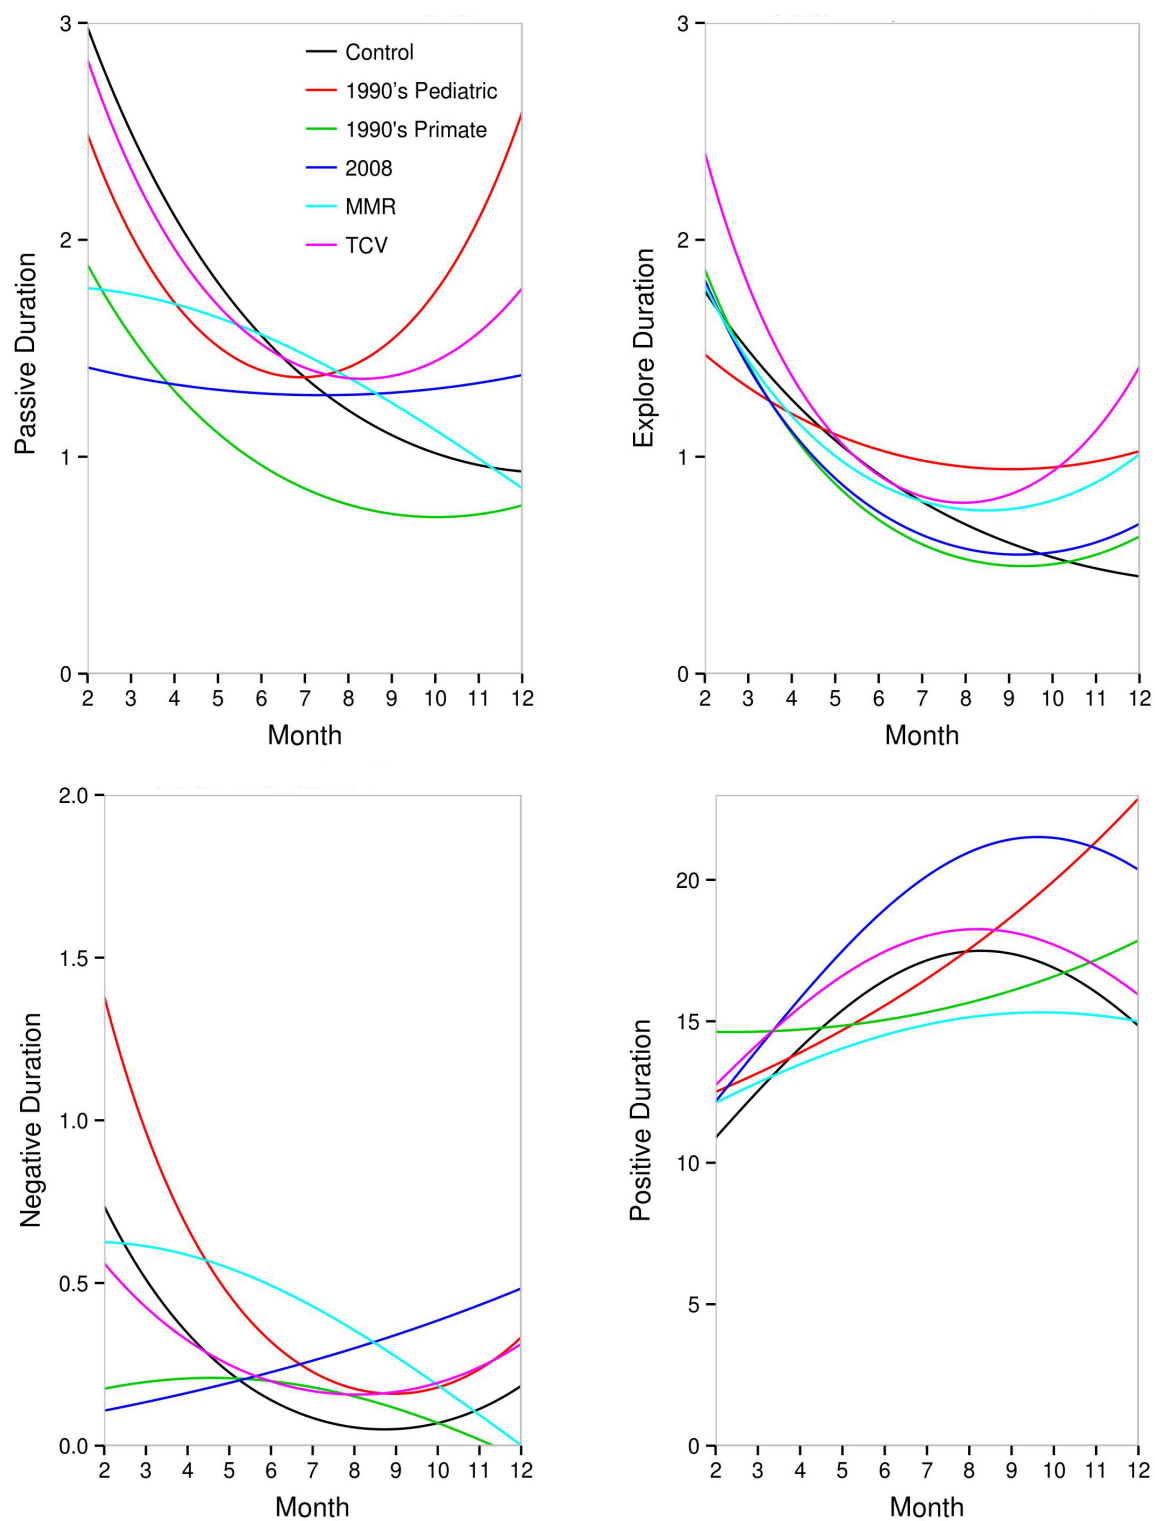 3
2
1
0
Passive Duration
Control
1990’s Pediatric
1990's Primate
2008
MMR
TCV
2 3 4 5 6 7 8 9 10 11 12
Month
3
2
1
0
Explore Duration
2 3 4 5 6 7 8 9 10 11 12
Month
2.0
1.5
1.0
0.5
0.0
Negative Duration
2 3 4 5 6 7 8 9 10 11 12
Month
20
15
10
5
0
Positive Duration
2 3 4 5 6 7 8 9 10 11 12
Month